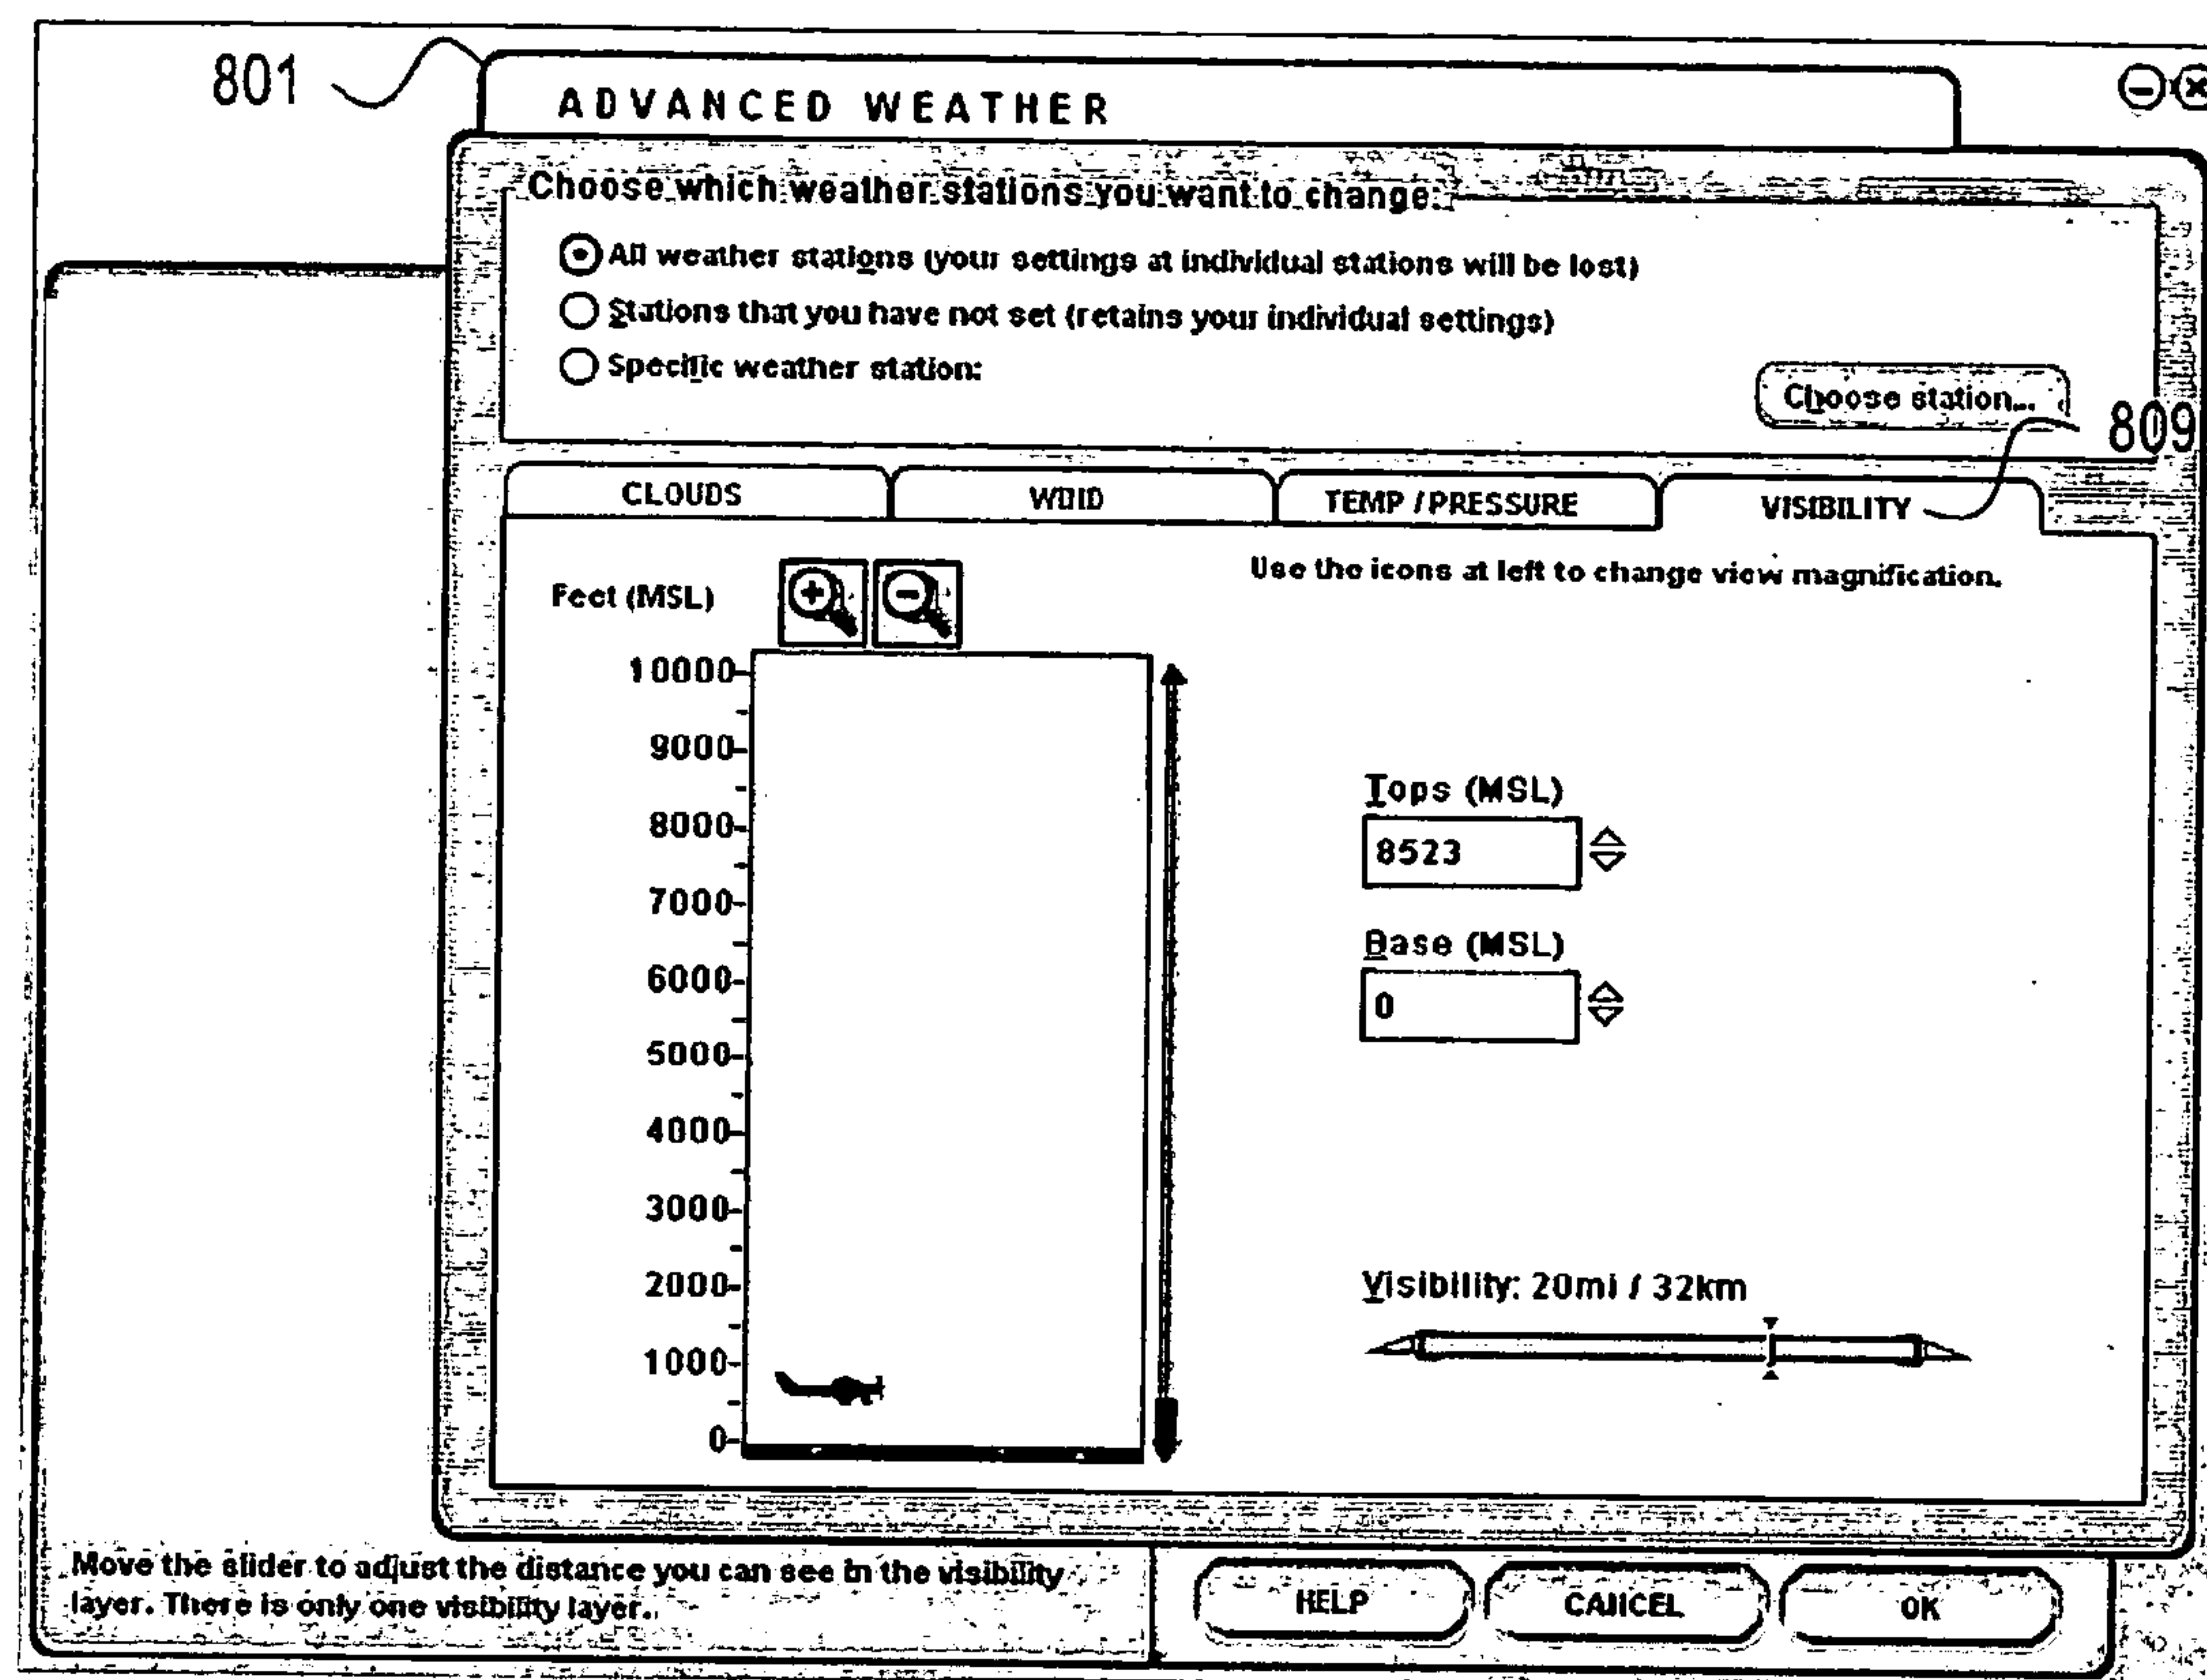 801
ADVANCED WEATHER
Choose which weather stations you want to change:
All weather stations (your settings at individual stations will be lost)
Stations that you have not set (retains your individual settings)
Specific weather station:
Choose station...
809
CLOUDS WIND TEMP / PRESSURE VISIBILITY
Use the icons at left to change view magnification.
Feet (MSL)
10000
9000
8000
7000
6000
5000
4000
3000
2000
1000
0
Tops (MSL)
8523
Base (MSL)
0
Visibility: 20mi / 32km
Move the slider to adjust the distance you can see in the visibility
layer. There is only one visibility layer.
HELP CANCEL OK